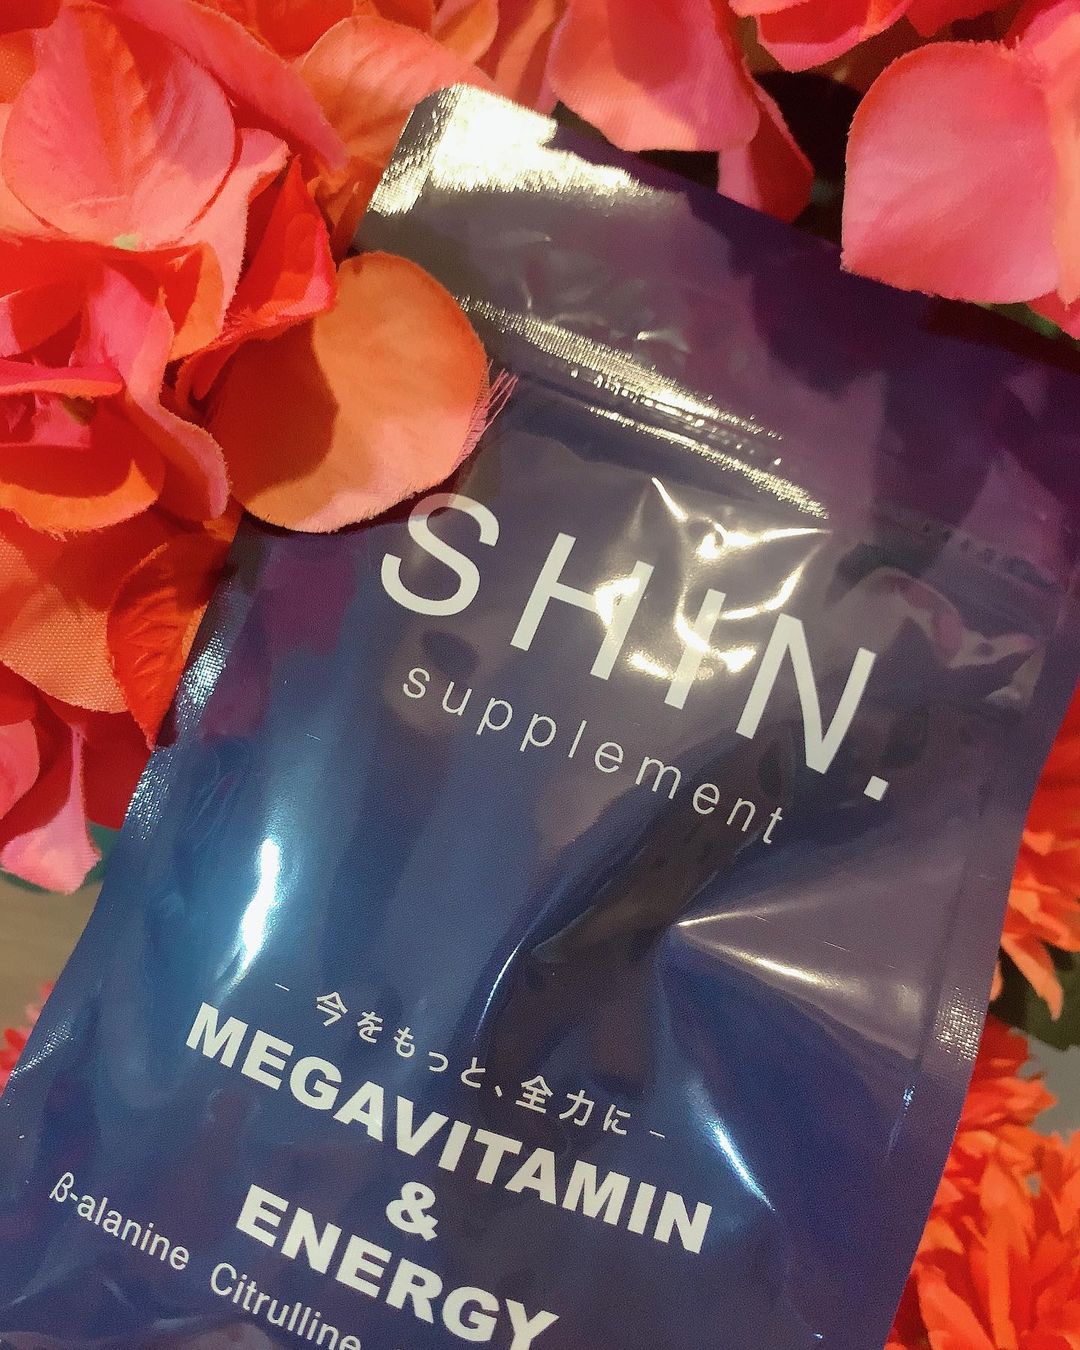 SHIN.
supplement
– 今をもっと、全力に –
MEGAVITAMIN
&
ENERGY
β-alanine Citrulline